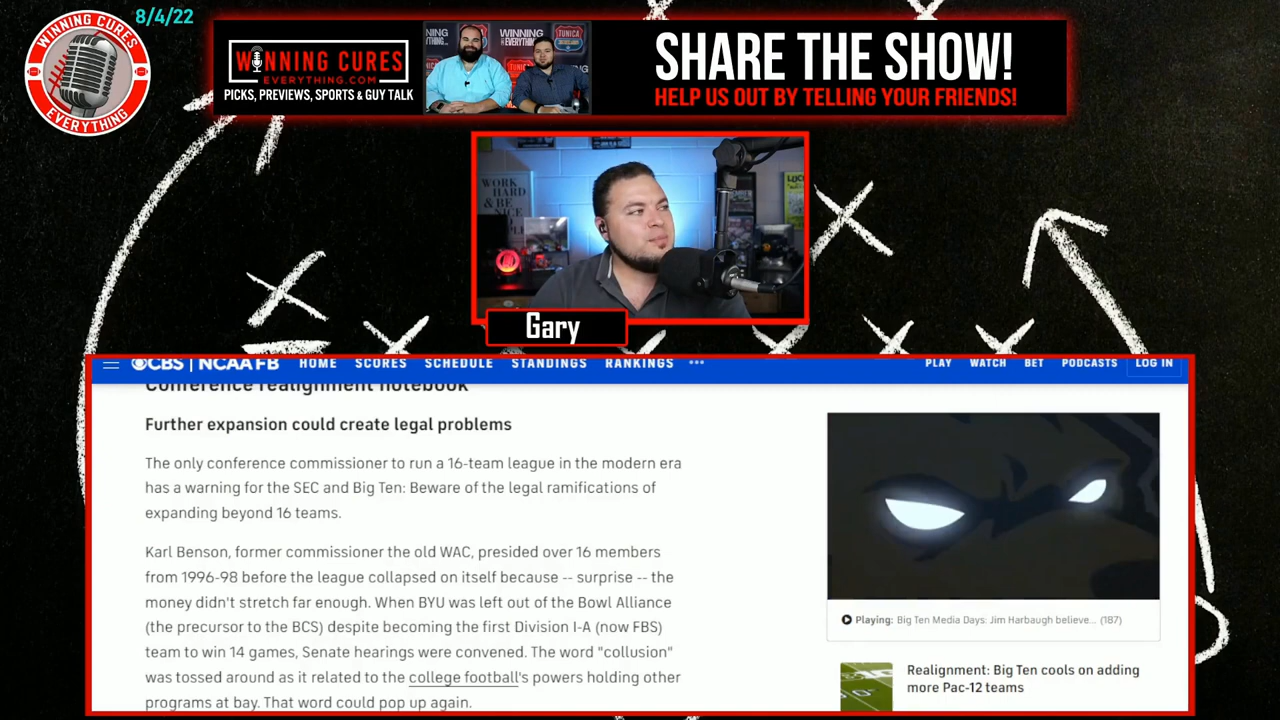 8/4/22
WINNING CURES
EVERYTHING
WINNING CURES
EVERYTHING.COM
PICKS, PREVIEWS, SPORTS & GUY TALK
SHARE THE SHOW!
HELP US OUT BY TELLING YOUR FRIENDS!
WORK
HARD
& BE
NICE
Gary
CBS | NCAA FB HOME SCORES SCHEDULE STANDINGS RANKINGS ••• PLAY WATCH BET PODCASTS LOG IN
Conference realignment notebook
Further expansion could create legal problems
The only conference commissioner to run a 16-team league in the modern era
has a warning for the SEC and Big Ten: Beware of the legal ramifications of
expanding beyond 16 teams.
Karl Benson, former commissioner the old WAC, presided over 16 members
from 1996-98 before the league collapsed on itself because -- surprise -- the
money didn't stretch far enough. When BYU was left out of the Bowl Alliance
(the precursor to the BCS) despite becoming the first Division I-A (now FBS)
team to win 14 games, Senate hearings were convened. The word "collusion"
was tossed around as it related to the college football's powers holding other
programs at bay. That word could pop up again.
Playing: Big Ten Media Days: Jim Harbaugh believe... (187)
Realignment: Big Ten cools on adding
more Pac-12 teams